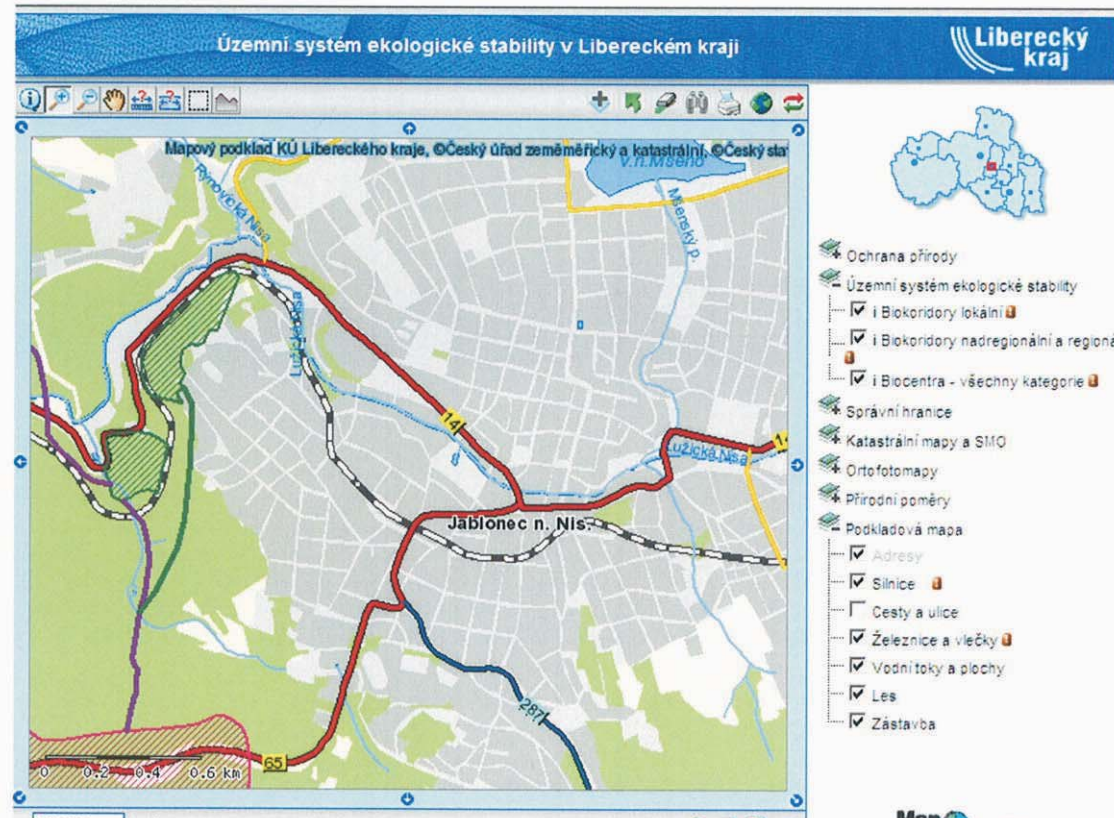 Územní systém ekologické stability v Libereckém kraji
Liberecký
kraj
Mapový podklad KÚ Libereckého kraje, ©Český úřad zeměměřický a katastrální, ©Český stat
v.n.Mšeno
Rýnovická Nisa
Mšenský p.
Lužická Nisa
14
14
Lužická Nisa
Jablonec n. Nis.
287
65
0 0.2 0.4 0.6 km
Ochrana přírody
Územní systém ekologické stability
i Biokoridory lokální
i Biokoridory nadregionální a regioná
i Biocentra - všechny kategorie
Správní hranice
Katastrální mapy a SMO
Ortofotomapy
Přírodní poměry
Podkladová mapa
Adresy
Silnice
Cesty a ulice
Železnice a vlečky
Vodní toky a plochy
Les
Zástavba
Map